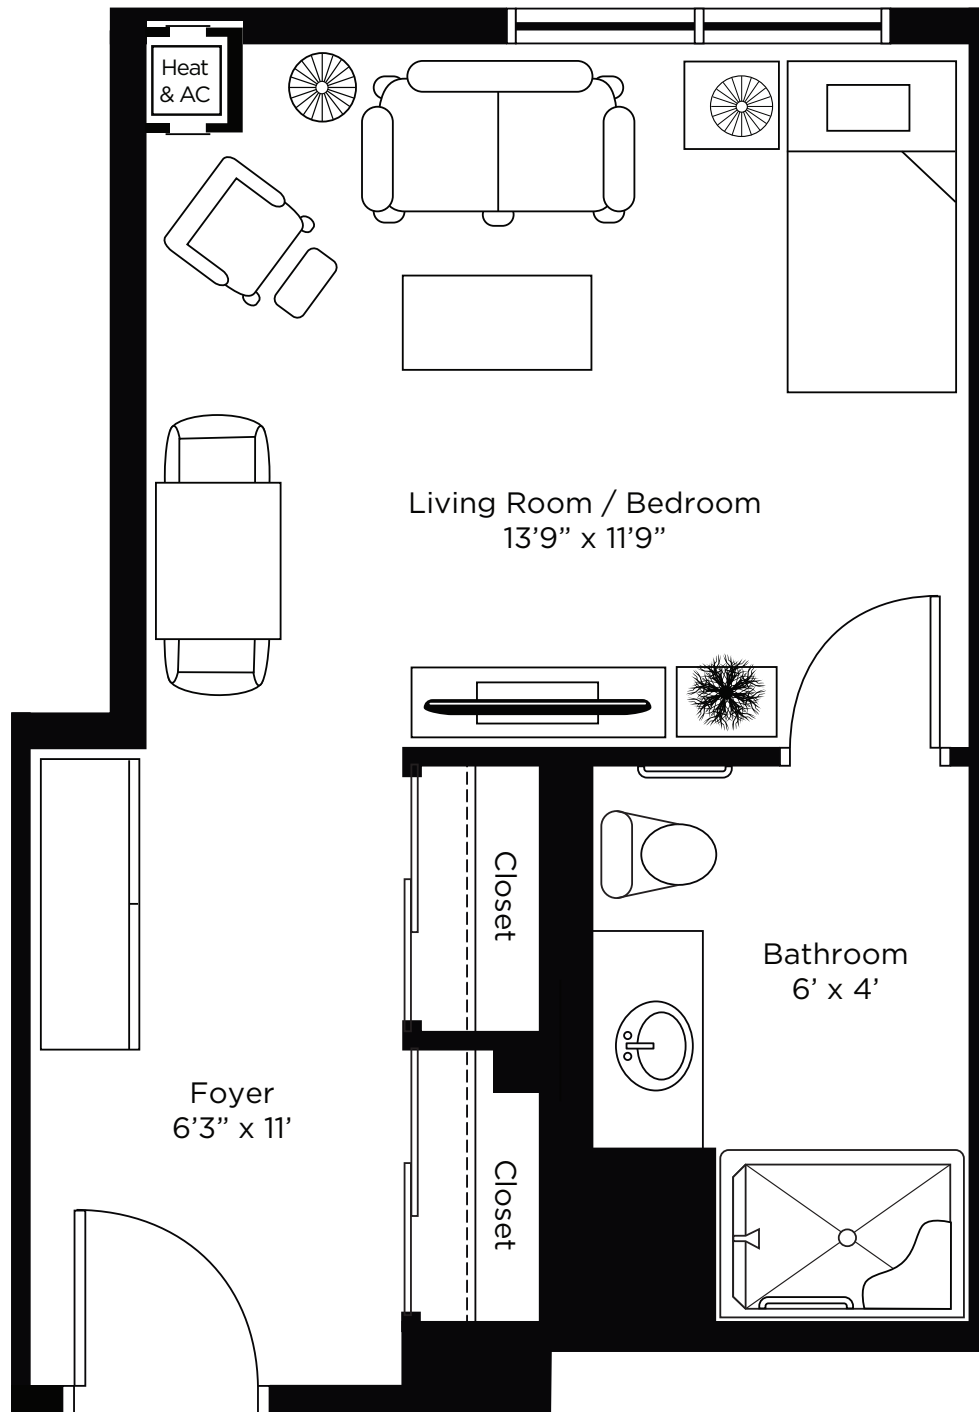 Heat
& AC
Living Room / Bedroom
13’9” x 11’9”
Closet
Bathroom
6’ x 4’
Foyer
6’3” x 11’
Closet